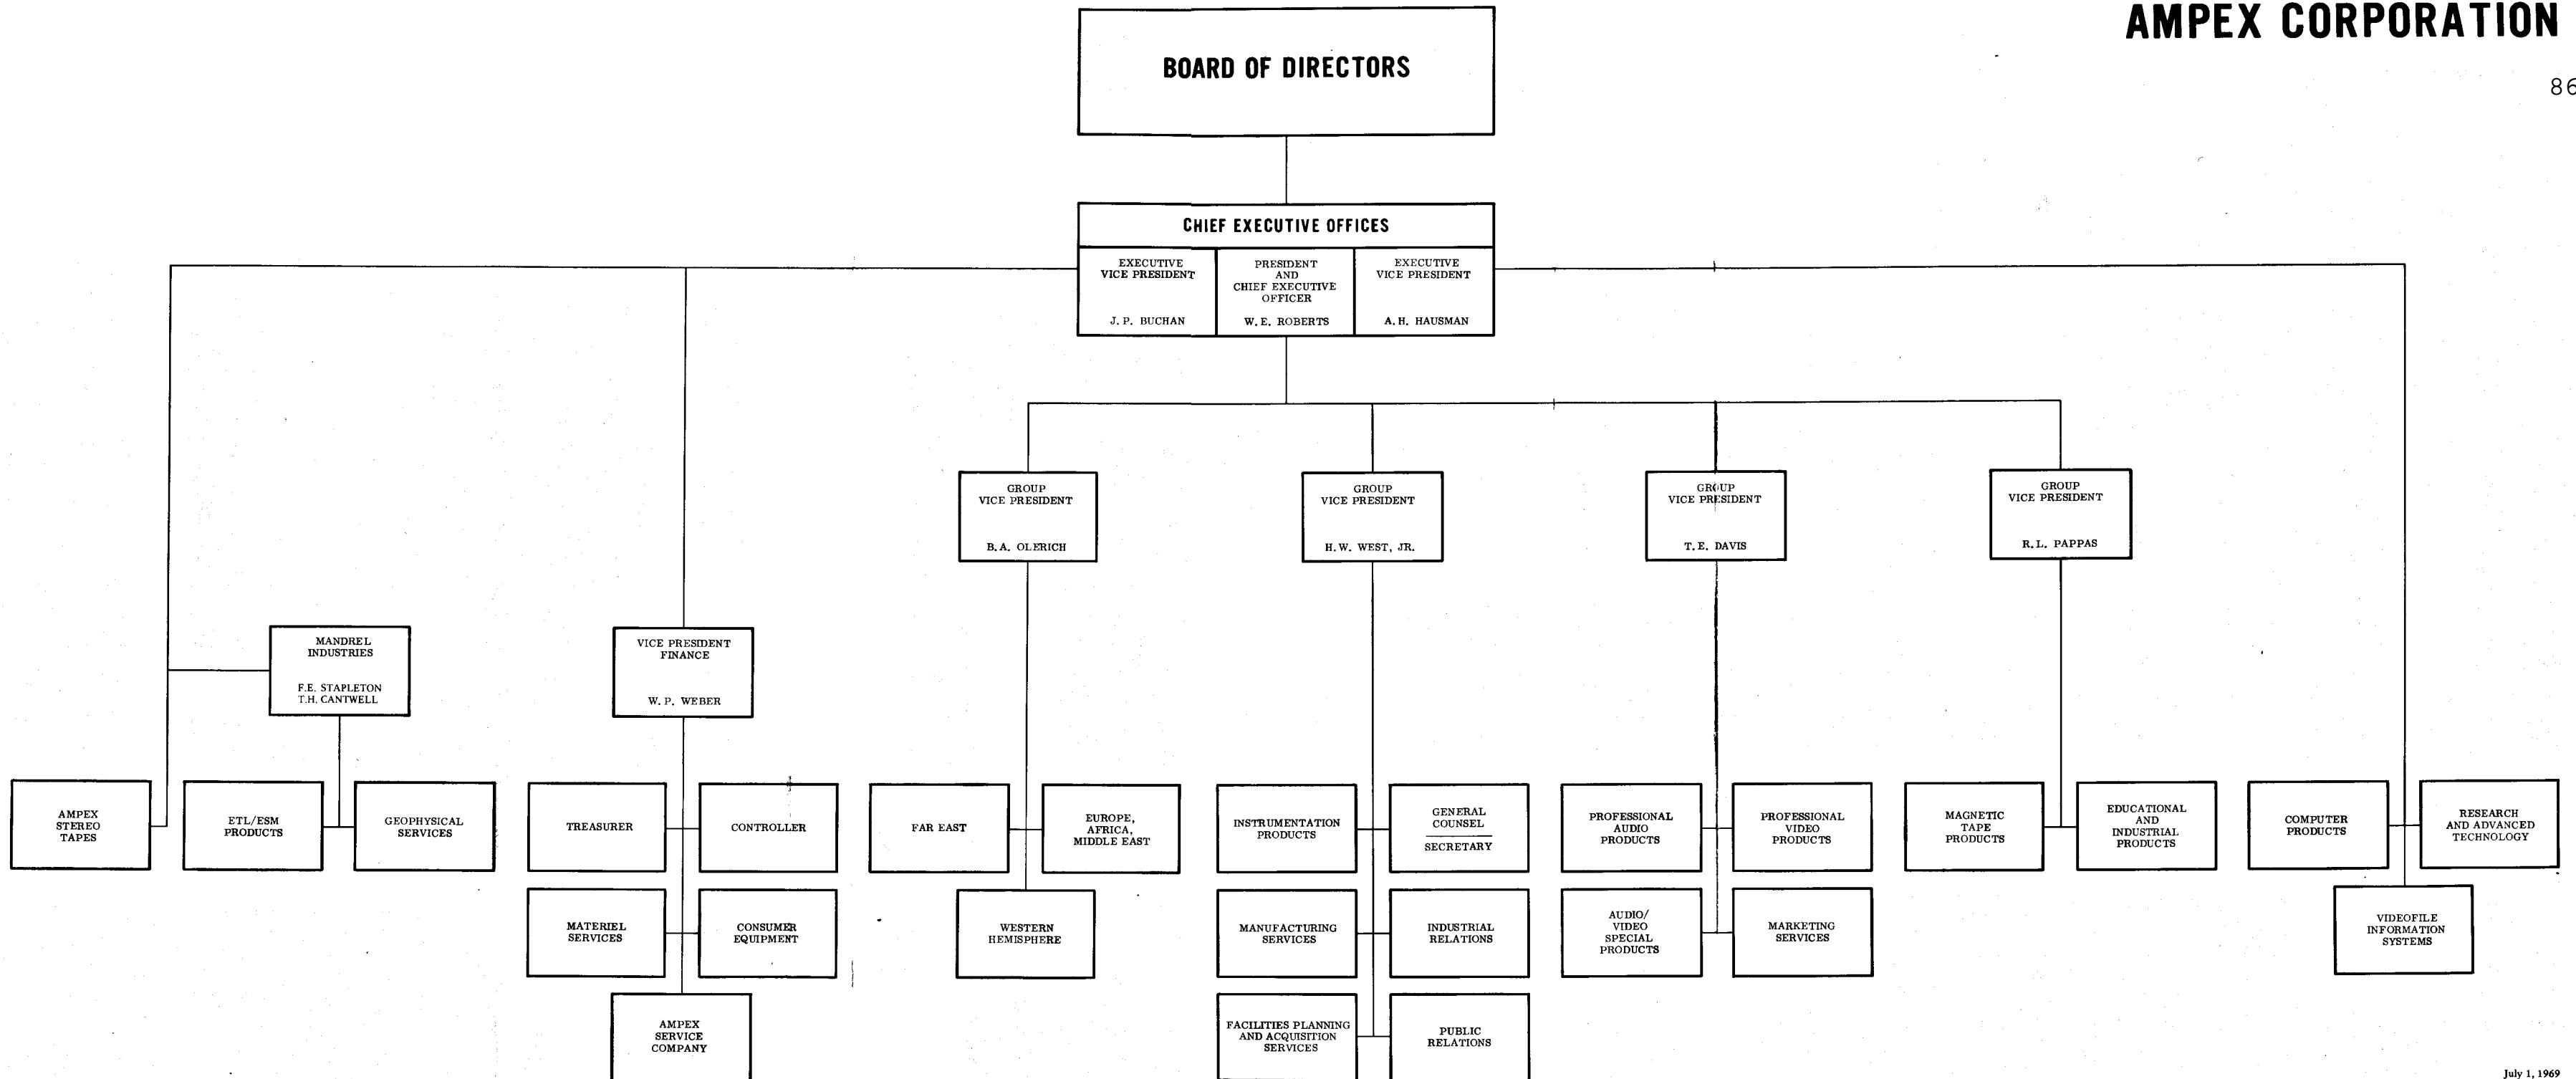 AMPEX CORPORATION
86
BOARD OF DIRECTORS
CHIEF EXECUTIVE OFFICES
EXECUTIVE
VICE PRESIDENT
J. P. BUCHAN
PRESIDENT
AND
CHIEF EXECUTIVE
OFFICER
W. E. ROBERTS
EXECUTIVE
VICE PRESIDENT
A. H. HAUSMAN
GROUP
VICE PRESIDENT
B. A. OLERICH
GROUP
VICE PRESIDENT
H. W. WEST, JR.
GROUP
VICE PRESIDENT
T. E. DAVIS
GROUP
VICE PRESIDENT
R. L. PAPPAS
MANDREL
INDUSTRIES
F.E. STAPLETON
T.H. CANTWELL
VICE PRESIDENT
FINANCE
W. P. WEBER
AMPEX
STEREO
TAPES
ETL/ESM
PRODUCTS
GEOPHYSICAL
SERVICES
TREASURER
CONTROLLER
FAR EAST
EUROPE,
AFRICA,
MIDDLE EAST
INSTRUMENTATION
PRODUCTS
GENERAL
COUNSEL
SECRETARY
PROFESSIONAL
AUDIO
PRODUCTS
PROFESSIONAL
VIDEO
PRODUCTS
MAGNETIC
TAPE
PRODUCTS
EDUCATIONAL
AND
INDUSTRIAL
PRODUCTS
COMPUTER
PRODUCTS
RESEARCH
AND ADVANCED
TECHNOLOGY
MATERIEL
SERVICES
CONSUMER
EQUIPMENT
WESTERN
HEMISPHERE
MANUFACTURING
SERVICES
INDUSTRIAL
RELATIONS
AUDIO/
VIDEO
SPECIAL
PRODUCTS
MARKETING
SERVICES
VIDEOFILE
INFORMATION
SYSTEMS
AMPEX
SERVICE
COMPANY
FACILITIES PLANNING
AND ACQUISITION
SERVICES
PUBLIC
RELATIONS
July 1, 1969